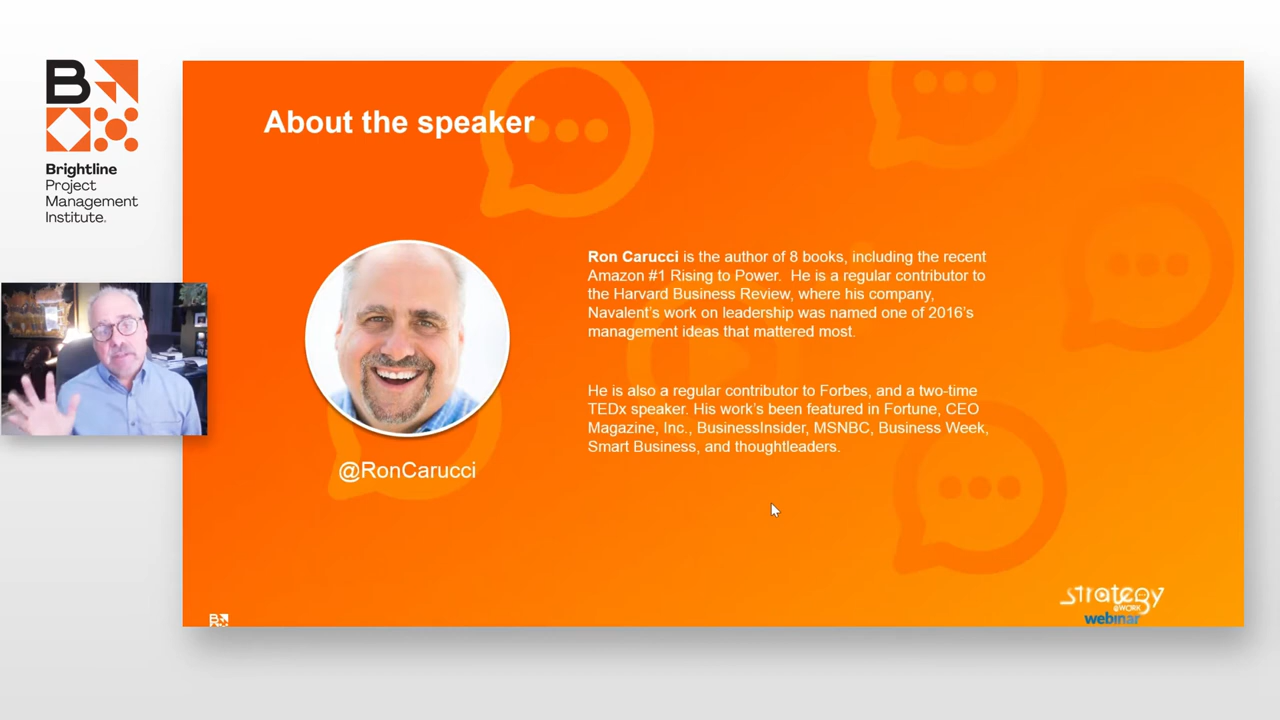 B
Brightline
Project
Management
Institute.
About the speaker
@RonCarucci
Ron Carucci is the author of 8 books, including the recent
Amazon #1 Rising to Power.  He is a regular contributor to
the Harvard Business Review, where his company,
Navalent's work on leadership was named one of 2016's
management ideas that mattered most.
He is also a regular contributor to Forbes, and a two-time
TEDx speaker. His work's been featured in Fortune, CEO
Magazine, Inc., BusinessInsider, MSNBC, Business Week,
Smart Business, and thoughtleaders.
B
strategy
@WORK
webinar